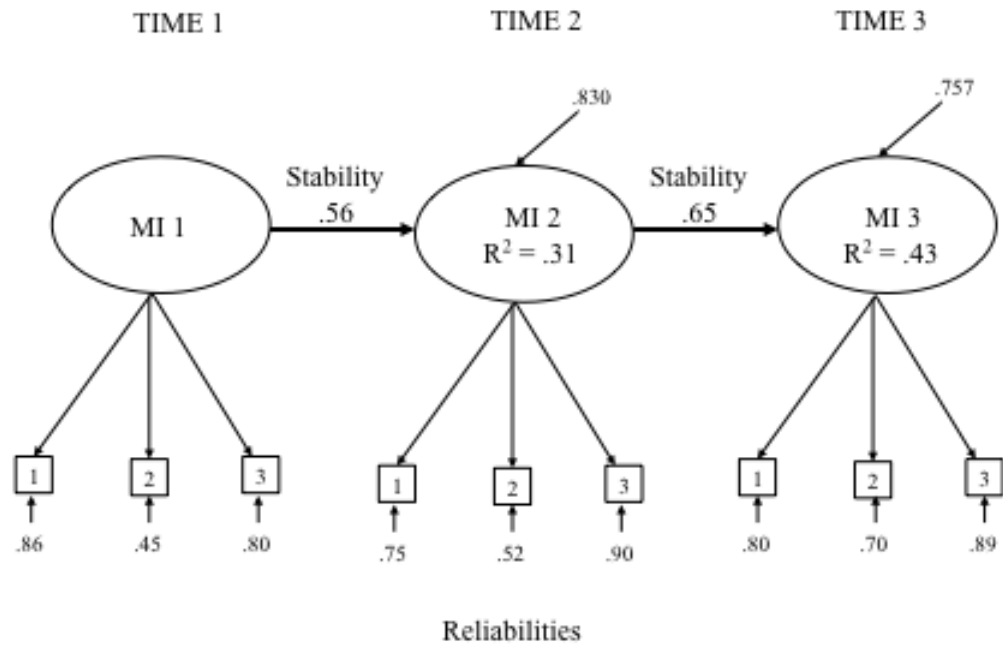 TIME 1 TIME 2 TIME 3
.830 .757
Stability Stability
.56 .65
MI 1 MI 2 MI 3
R² = .31 R² = .43
1 2 3 1 2 3 1 2 3
.86 .45 .80 .75 .52 .90 .80 .70 .89
Reliabilities